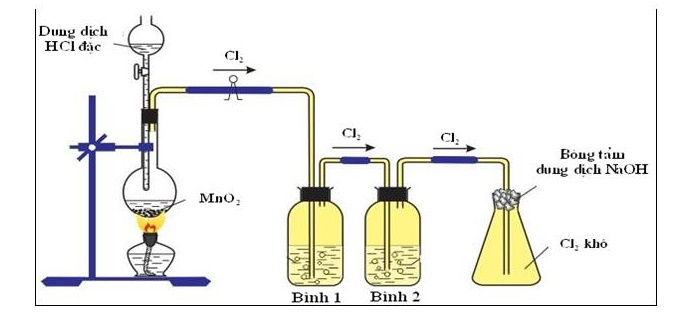 Dung dịch
HCl đặc
Cl₂
MnO₂
Cl₂
Cl₂
Bông tẩm
dung dịch NaOH
Cl₂ khô
Bình 1
Bình 2